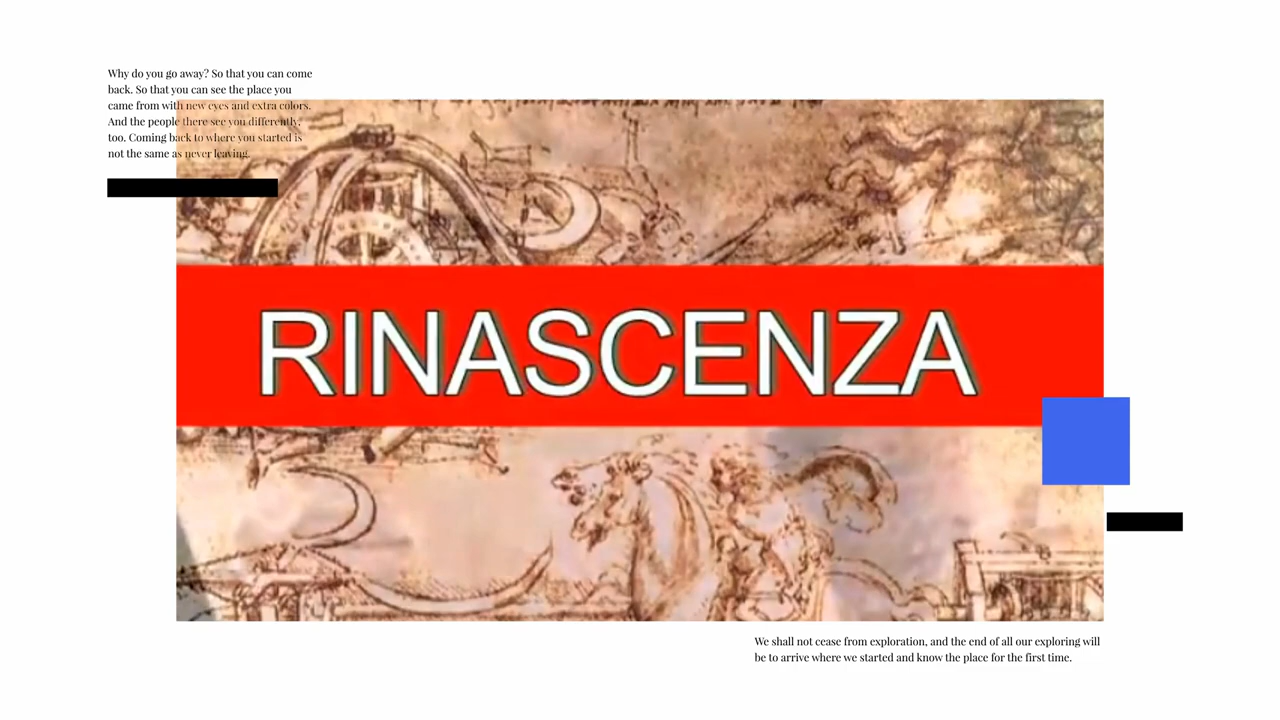 Why do you go away? So that you can come
back. So that you can see the place you
came from with new eyes and extra colors.
And the people there see you differently,
too. Coming back to where you started is
not the same as never leaving.
RINASCENZA
We shall not cease from exploration, and the end of all our exploring will
be to arrive where we started and know the place for the first time.